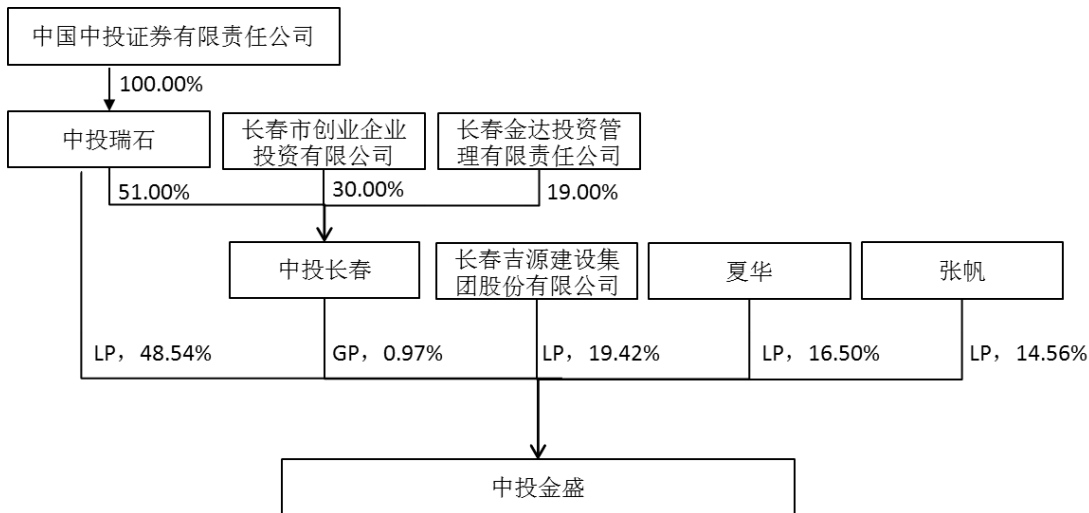 中国中投证券有限责任公司
100.00%
中投瑞石
长春市创业企业
投资有限公司
长春金达投资管
理有限责任公司
51.00%
30.00%
19.00%
中投长春
长春吉源建设集
团股份有限公司
夏华
张帆
LP，48.54%
GP，0.97%
LP，19.42%
LP，16.50%
LP，14.56%
中投金盛